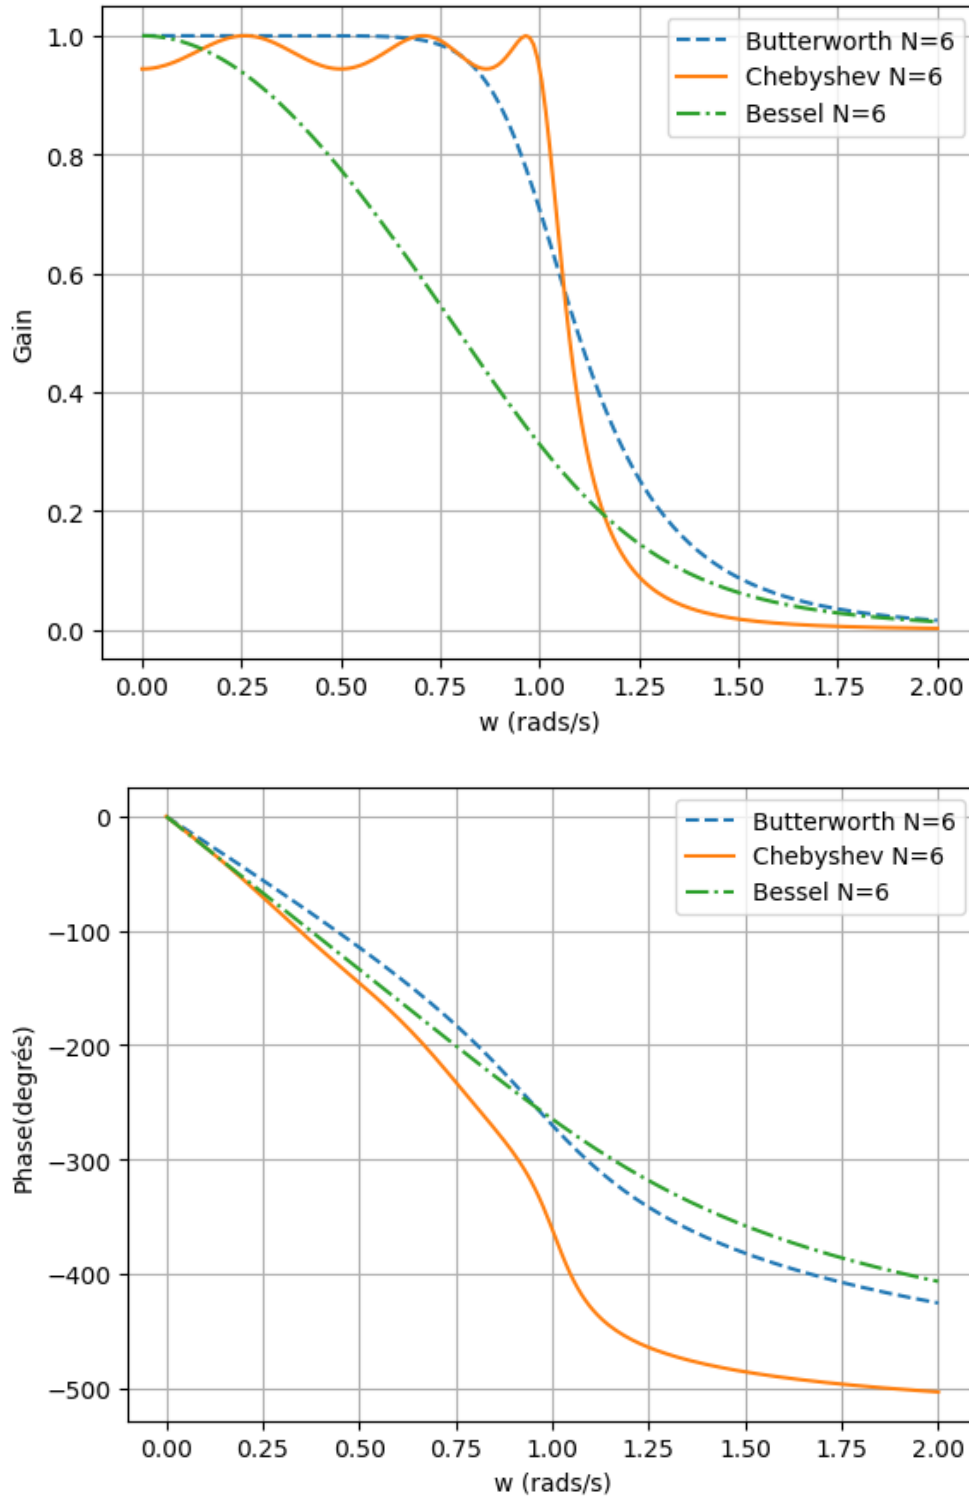 Butterworth N=6
Chebyshev N=6
Bessel N=6
1.0
0.8
0.6
0.4
0.2
0.0
Gain
0.00 0.25 0.50 0.75 1.00 1.25 1.50 1.75 2.00
w (rads/s)
Butterworth N=6
Chebyshev N=6
Bessel N=6
0
−100
−200
−300
−400
−500
Phase(degrés)
0.00 0.25 0.50 0.75 1.00 1.25 1.50 1.75 2.00
w (rads/s)